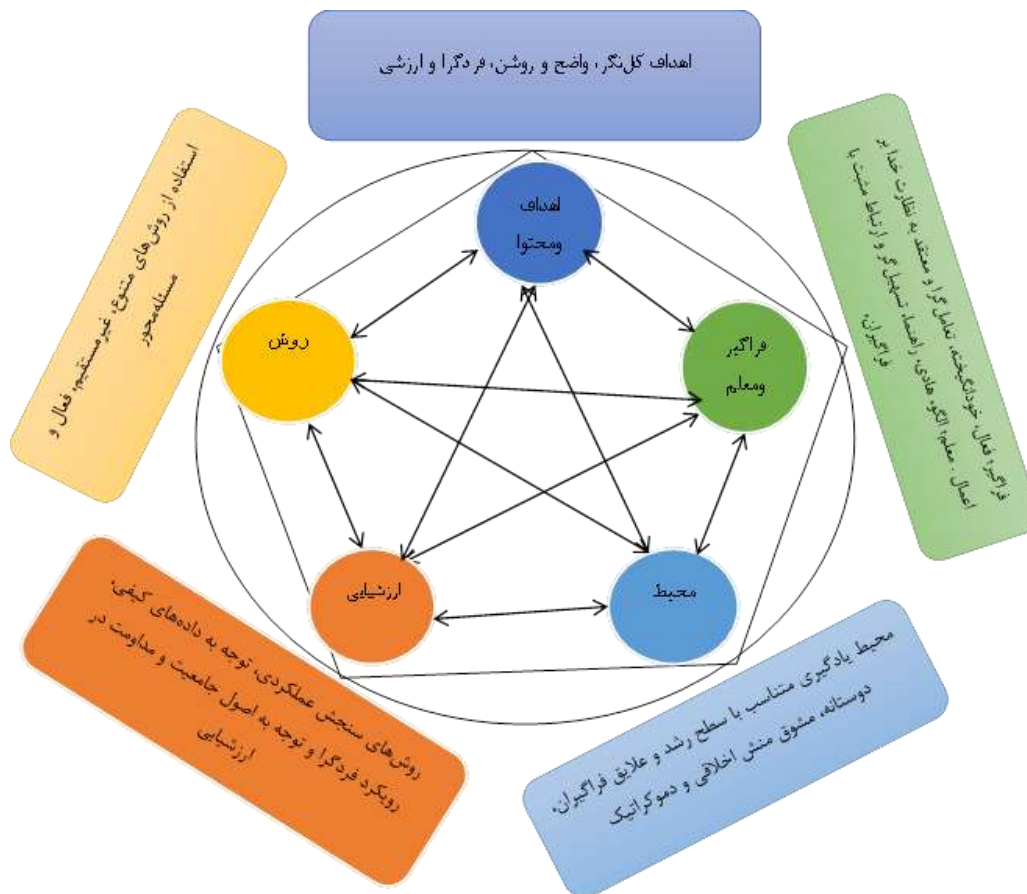 اهداف کل‌نگر، واضح و روشن، فردگرا و ارزشی
استفاده از روش‌های متنوع، غیرمستقیم، فعال و
مسئله‌محور
فراگیر؛ فعال، خودانگیخته، تعامل‌گرا و معتقد به نظارت خدا بر
اعمال . معلم؛ الگو، هادی، راهنما، تسهیل‌گر و ارتباط مثبت با
فراگیران.
اهداف
ومحتوا
روش
فراگیر
ومعلم
ارزشیابی
محیط
روش‌های سنجش عملکردی، توجه به داده‌های کیفی،
رویکرد فردگرا و توجه به اصول جامعیت و مداومت در
ارزشیابی
محیط یادگیری متناسب با سطح رشد و علایق فراگیران،
دوستانه، مشوق منش اخلاقی و دموکراتیک